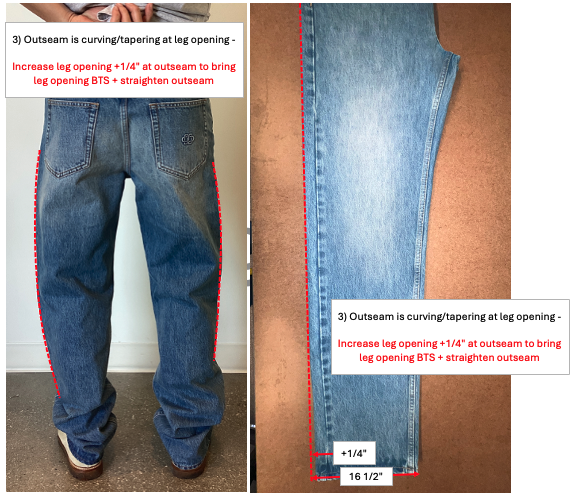 3) Outseam is curving/tapering at leg opening -
Increase leg opening +1/4" at outseam to bring
leg opening BTS + straighten outseam
3) Outseam is curving/tapering at leg opening -
Increase leg opening +1/4" at outseam to bring
leg opening BTS + straighten outseam
+1/4"
16 1/2"